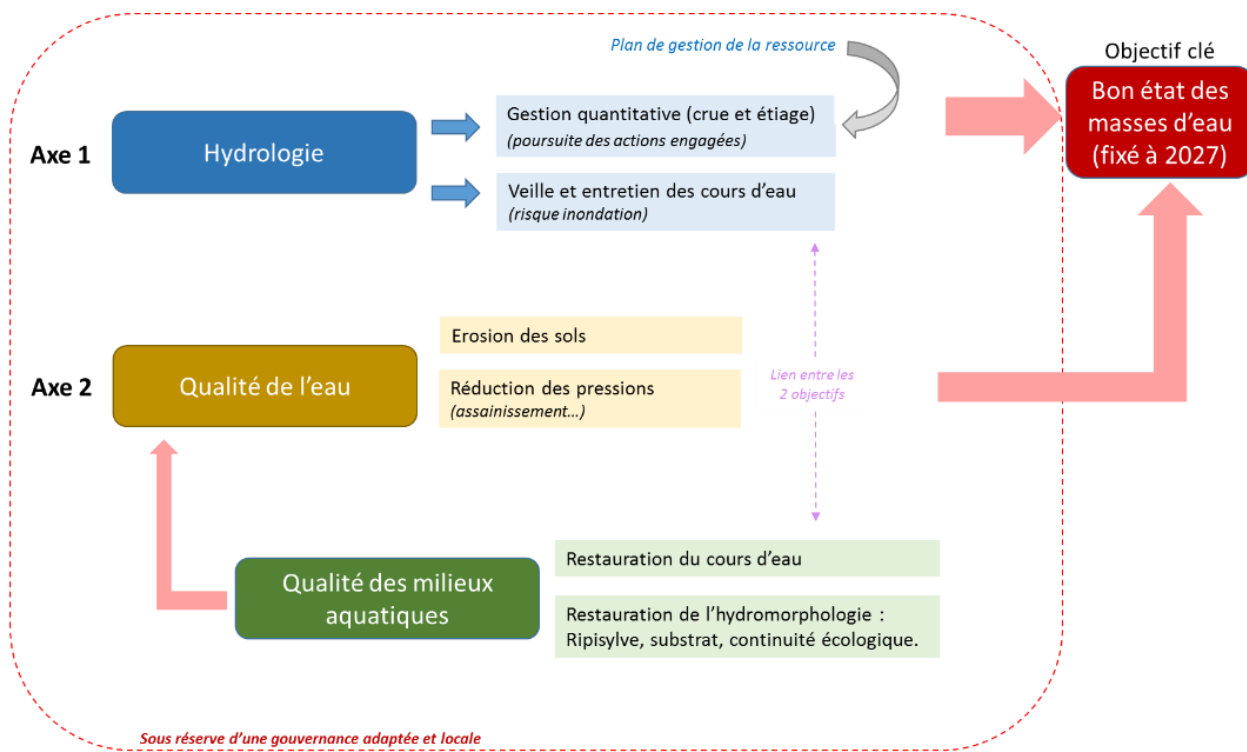 Plan de gestion de la ressource
Objectif clé
Bon état des
masses d'eau
(fixé à 2027)
Axe 1
Hydrologie
Gestion quantitative (crue et étiage)
(poursuite des actions engagées)
Veille et entretien des cours d'eau
(risque inondation)
Axe 2
Qualité de l'eau
Erosion des sols
Réduction des pressions
(assainissement…)
Lien entre les
2 objectifs
Qualité des milieux
aquatiques
Restauration du cours d'eau
Restauration de l'hydromorphologie :
Ripisylve, substrat, continuité écologique.
Sous réserve d'une gouvernance adaptée et locale